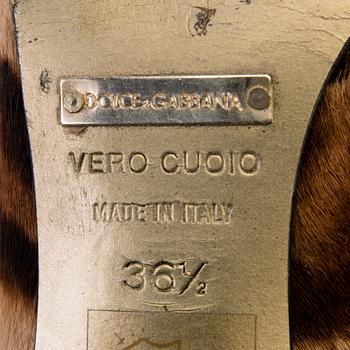 DOLCE&GABBANA
VERO CUOIO
MADE IN ITALY
36½